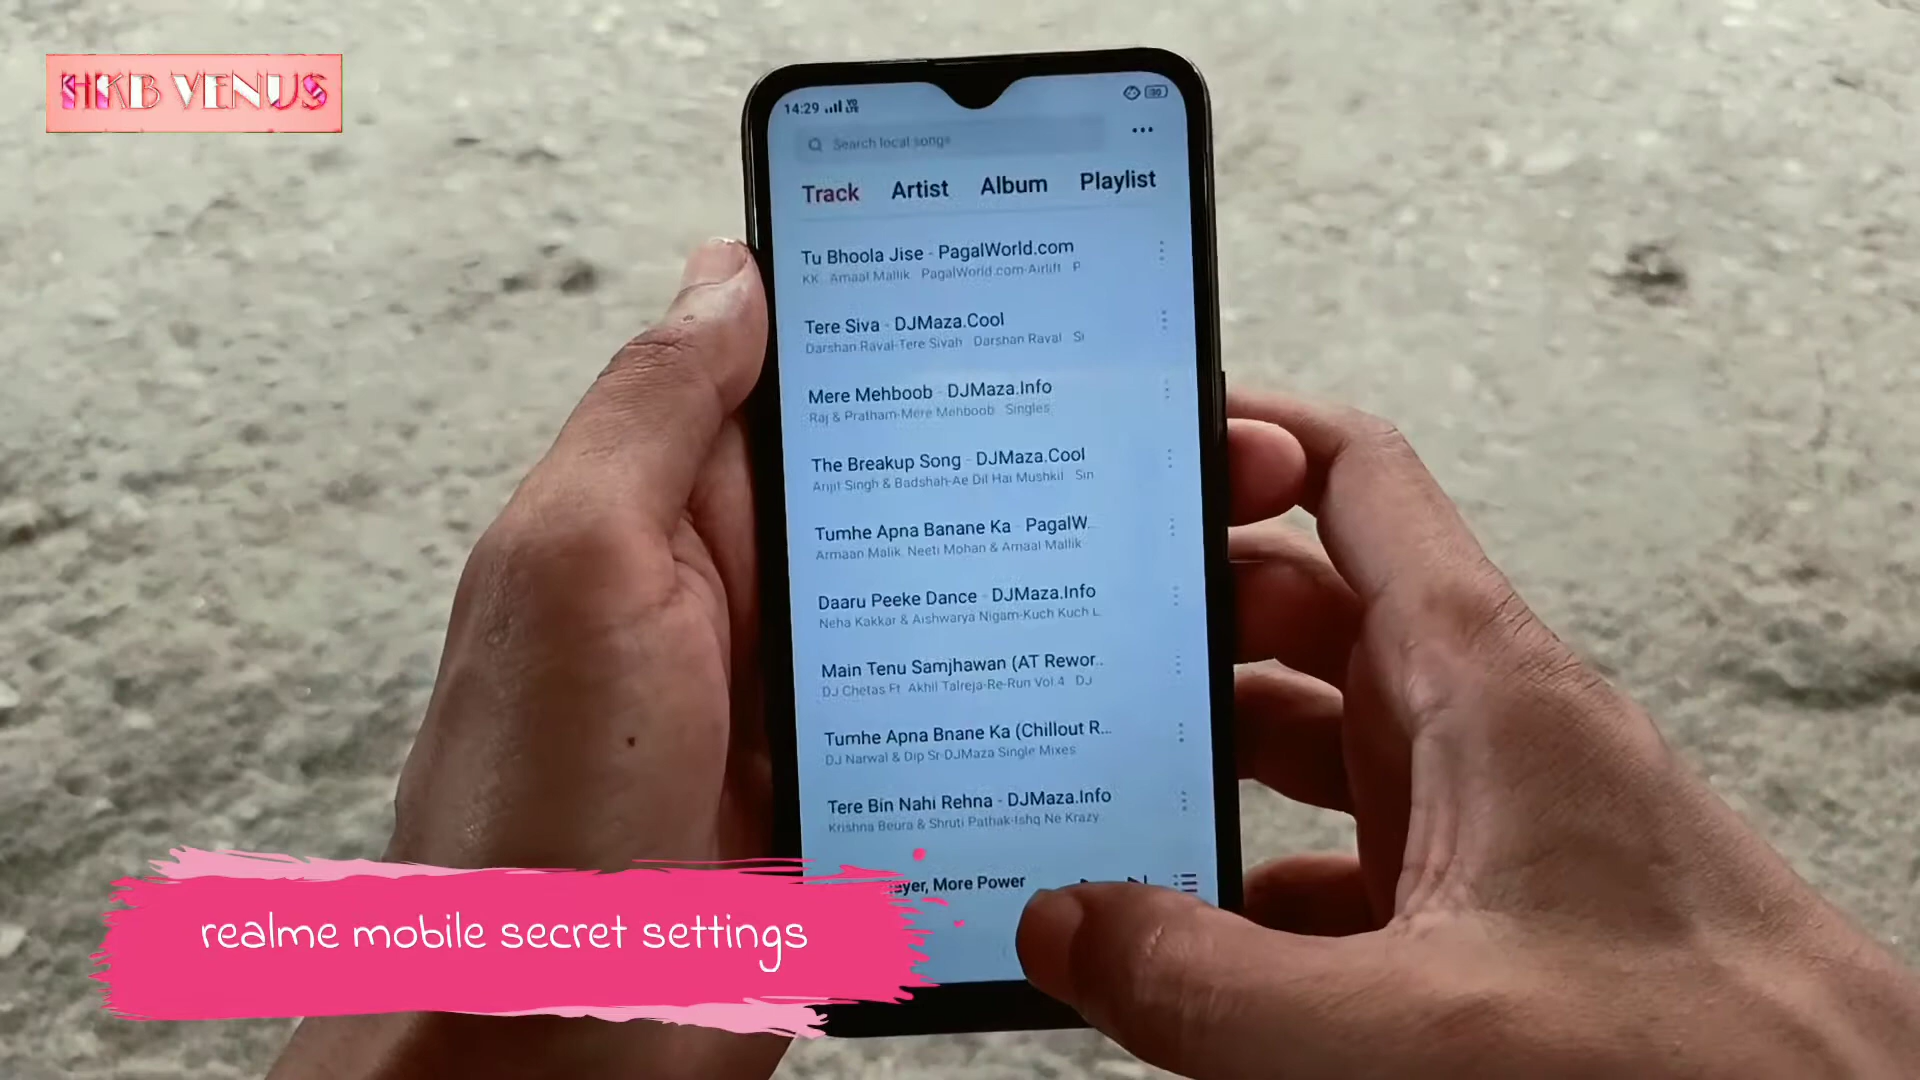 HKB VENUS
14:29
VO
LTE
30
Search local songs
Track Artist Album Playlist
Tu Bhoola Jise - PagalWorld.com
KK Amaal Mallik PagalWorld.com-Airlift P
Tere Siva - DJMaza.Cool
Darshan Raval-Tere Sivah Darshan Raval Si
Mere Mehboob - DJMaza.Info
Raj & Pratham-Mere Mehboob Singles
The Breakup Song - DJMaza.Cool
Arijit Singh & Badshah-Ae Dil Hai Mushkil Sin
Tumhe Apna Banane Ka - PagalW..
Armaan Malik, Neeti Mohan & Amaal Mallik
Daaru Peeke Dance - DJMaza.Info
Neha Kakkar & Aishwarya Nigam-Kuch Kuch L
Main Tenu Samjhawan (AT Rewor..
DJ Chetas Ft. Akhil Talreja-Re-Run Vol.4 DJ
Tumhe Apna Bnane Ka (Chillout R...
DJ Narwal & Dip Sr-DJMaza Single Mixes
Tere Bin Nahi Rehna - DJMaza.Info
Krishna Beura & Shruti Pathak-Ishq Ne Krazy
ayer, More Power
realme mobile secret settings